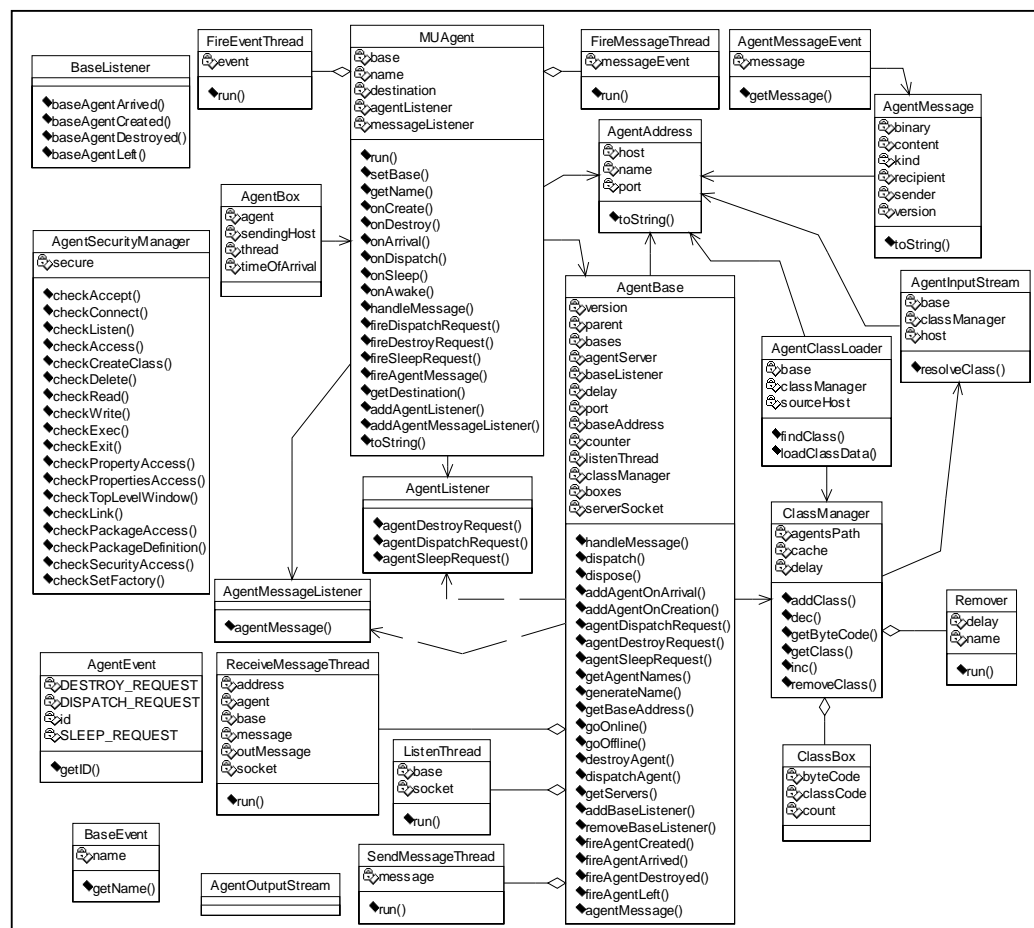 FireEventThread
event
run()
MUAgent
base
name
destination
agentListener
messageListener
run()
setBase()
getName()
onCreate()
onDestroy()
onArrival()
onDispatch()
onSleep()
onAwake()
handleMessage()
fireDispatchRequest()
fireDestroyRequest()
fireSleepRequest()
fireAgentMessage()
getDestination()
addAgentListener()
addAgentMessageListener()
toString()
FireMessageThread
messageEvent
run()
AgentMessageEvent
message
getMessage()
BaseListener
baseAgentArrived()
baseAgentCreated()
baseAgentDestroyed()
baseAgentLeft()
AgentMessage
binary
content
kind
recipient
sender
version
toString()
AgentAddress
host
name
port
toString()
AgentBox
agent
sendingHost
thread
timeOfArrival
AgentSecurityManager
secure
checkAccept()
checkConnect()
checkListen()
checkAccess()
checkCreateClass()
checkDelete()
checkRead()
checkWrite()
checkExec()
checkExit()
checkPropertyAccess()
checkPropertiesAccess()
checkTopLevelWindow()
checkLink()
checkPackageAccess()
checkPackageDefinition()
checkSecurityAccess()
checkSetFactory()
AgentBase
version
parent
bases
agentServer
baseListener
delay
port
baseAddress
counter
listenThread
classManager
boxes
serverSocket
handleMessage()
dispatch()
dispose()
addAgentOnArrival()
addAgentOnCreation()
agentDispatchRequest()
agentDestroyRequest()
agentSleepRequest()
getAgentNames()
generateName()
getBaseAddress()
goOnline()
goOffline()
destroyAgent()
dispatchAgent()
getServers()
addBaseListener()
removeBaseListener()
fireAgentCreated()
fireAgentArrived()
fireAgentDestroyed()
fireAgentLeft()
agentMessage()
AgentInputStream
base
classManager
host
resolveClass()
AgentClassLoader
base
classManager
sourceHost
findClass()
loadClassData()
AgentListener
agentDestroyRequest()
agentDispatchRequest()
agentSleepRequest()
ClassManager
agentsPath
cache
delay
addClass()
dec()
getByteCode()
getClass()
inc()
removeClass()
AgentMessageListener
agentMessage()
Remover
delay
name
run()
AgentEvent
DESTROY_REQUEST
DISPATCH_REQUEST
id
SLEEP_REQUEST
getID()
ReceiveMessageThread
address
agent
base
message
outMessage
socket
run()
ListenThread
base
socket
run()
ClassBox
byteCode
classCode
count
BaseEvent
name
getName()
AgentOutputStream
SendMessageThread
message
run()